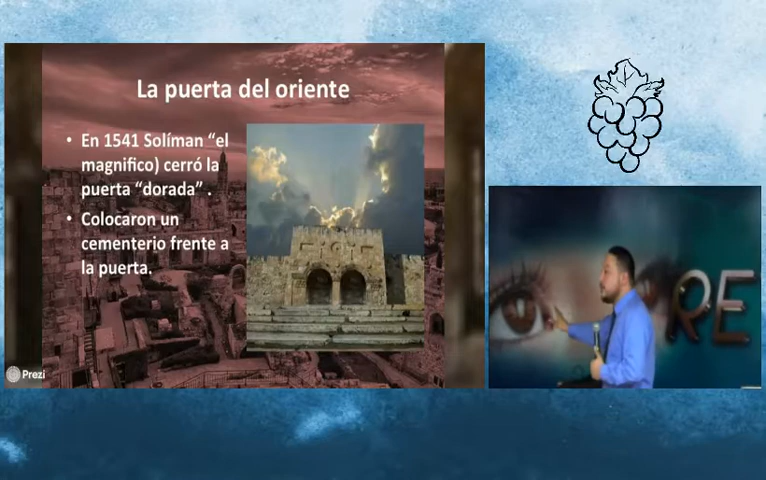 La puerta del oriente
• En 1541 Solíman “el
magnifico) cerró la
puerta “dorada” .
• Colocaron un
cementerio frente a
la puerta.
Prezi
RE